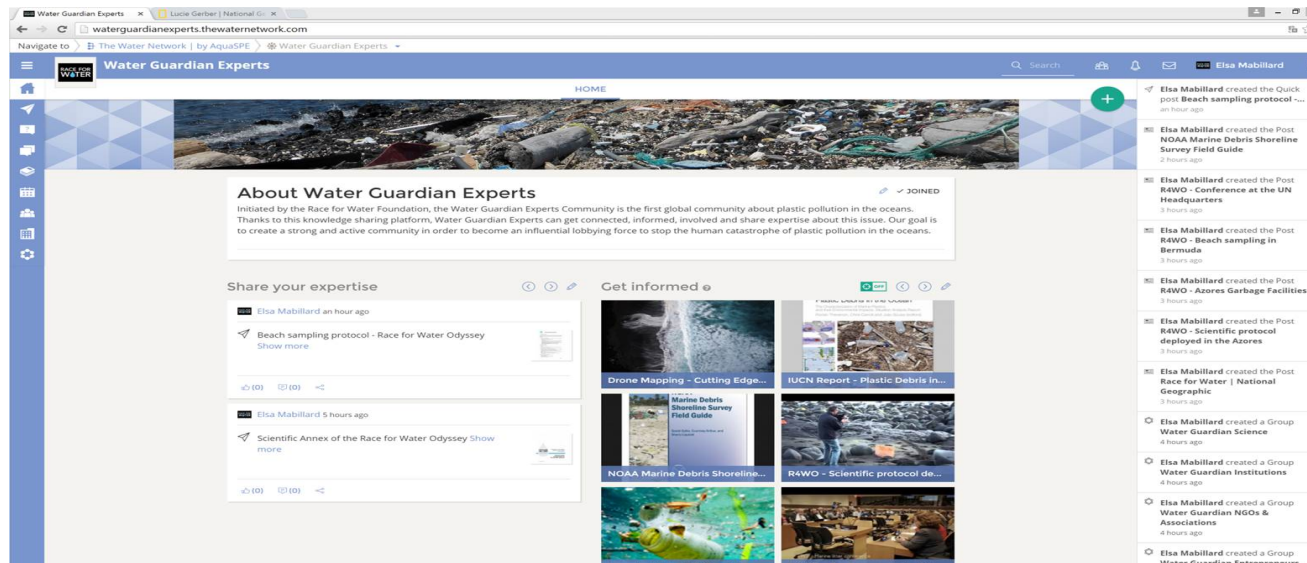 Water Guardian Experts
Lucie Gerber | National Ge
waterguardianexperts.thewaternetwork.com
Navigate to
The Water Network | by AquaSPE
Water Guardian Experts
RACE FOR
WATER
Water Guardian Experts
Search
Elsa Mabillard
HOME
About Water Guardian Experts
JOINED
Initiated by the Race for Water Foundation, the Water Guardian Experts Community is the first global community about plastic pollution in the oceans.
Thanks to this knowledge sharing platform, Water Guardian Experts can get connected, informed, involved and share expertise about this issue. Our goal is
to create a strong and active community in order to become an influential lobbying force to stop the human catastrophe of plastic pollution in the oceans.
Share your expertise
Elsa Mabillard an hour ago
Beach sampling protocol - Race for Water Odyssey
Show more
(0) (0)
Elsa Mabillard 5 hours ago
Scientific Annex of the Race for Water Odyssey Show
more
(0) (0)
Get informed
OFF
Drone Mapping - Cutting Edge...
Plastic Debris in the Ocean
IUCN Report - Plastic Debris in...
Marine Debris
Shoreline Survey
Field Guide
NOAA Marine Debris Shoreline...
R4WO - Scientific protocol de...
Elsa Mabillard created the Quick
post Beach sampling protocol -...
an hour ago
Elsa Mabillard created the Post
NOAA Marine Debris Shoreline
Survey Field Guide
2 hours ago
Elsa Mabillard created the Post
R4WO - Conference at the UN
Headquarters
3 hours ago
Elsa Mabillard created the Post
R4WO - Beach sampling in
Bermuda
3 hours ago
Elsa Mabillard created the Post
R4WO - Azores Garbage Facilities
3 hours ago
Elsa Mabillard created the Post
R4WO - Scientific protocol
deployed in the Azores
3 hours ago
Elsa Mabillard created the Post
Race for Water | National
Geographic
3 hours ago
Elsa Mabillard created a Group
Water Guardian Science
4 hours ago
Elsa Mabillard created a Group
Water Guardian Institutions
4 hours ago
Elsa Mabillard created a Group
Water Guardian NGOs &
Associations
4 hours ago
Elsa Mabillard created a Group
Water Guardian Entrepreneurs